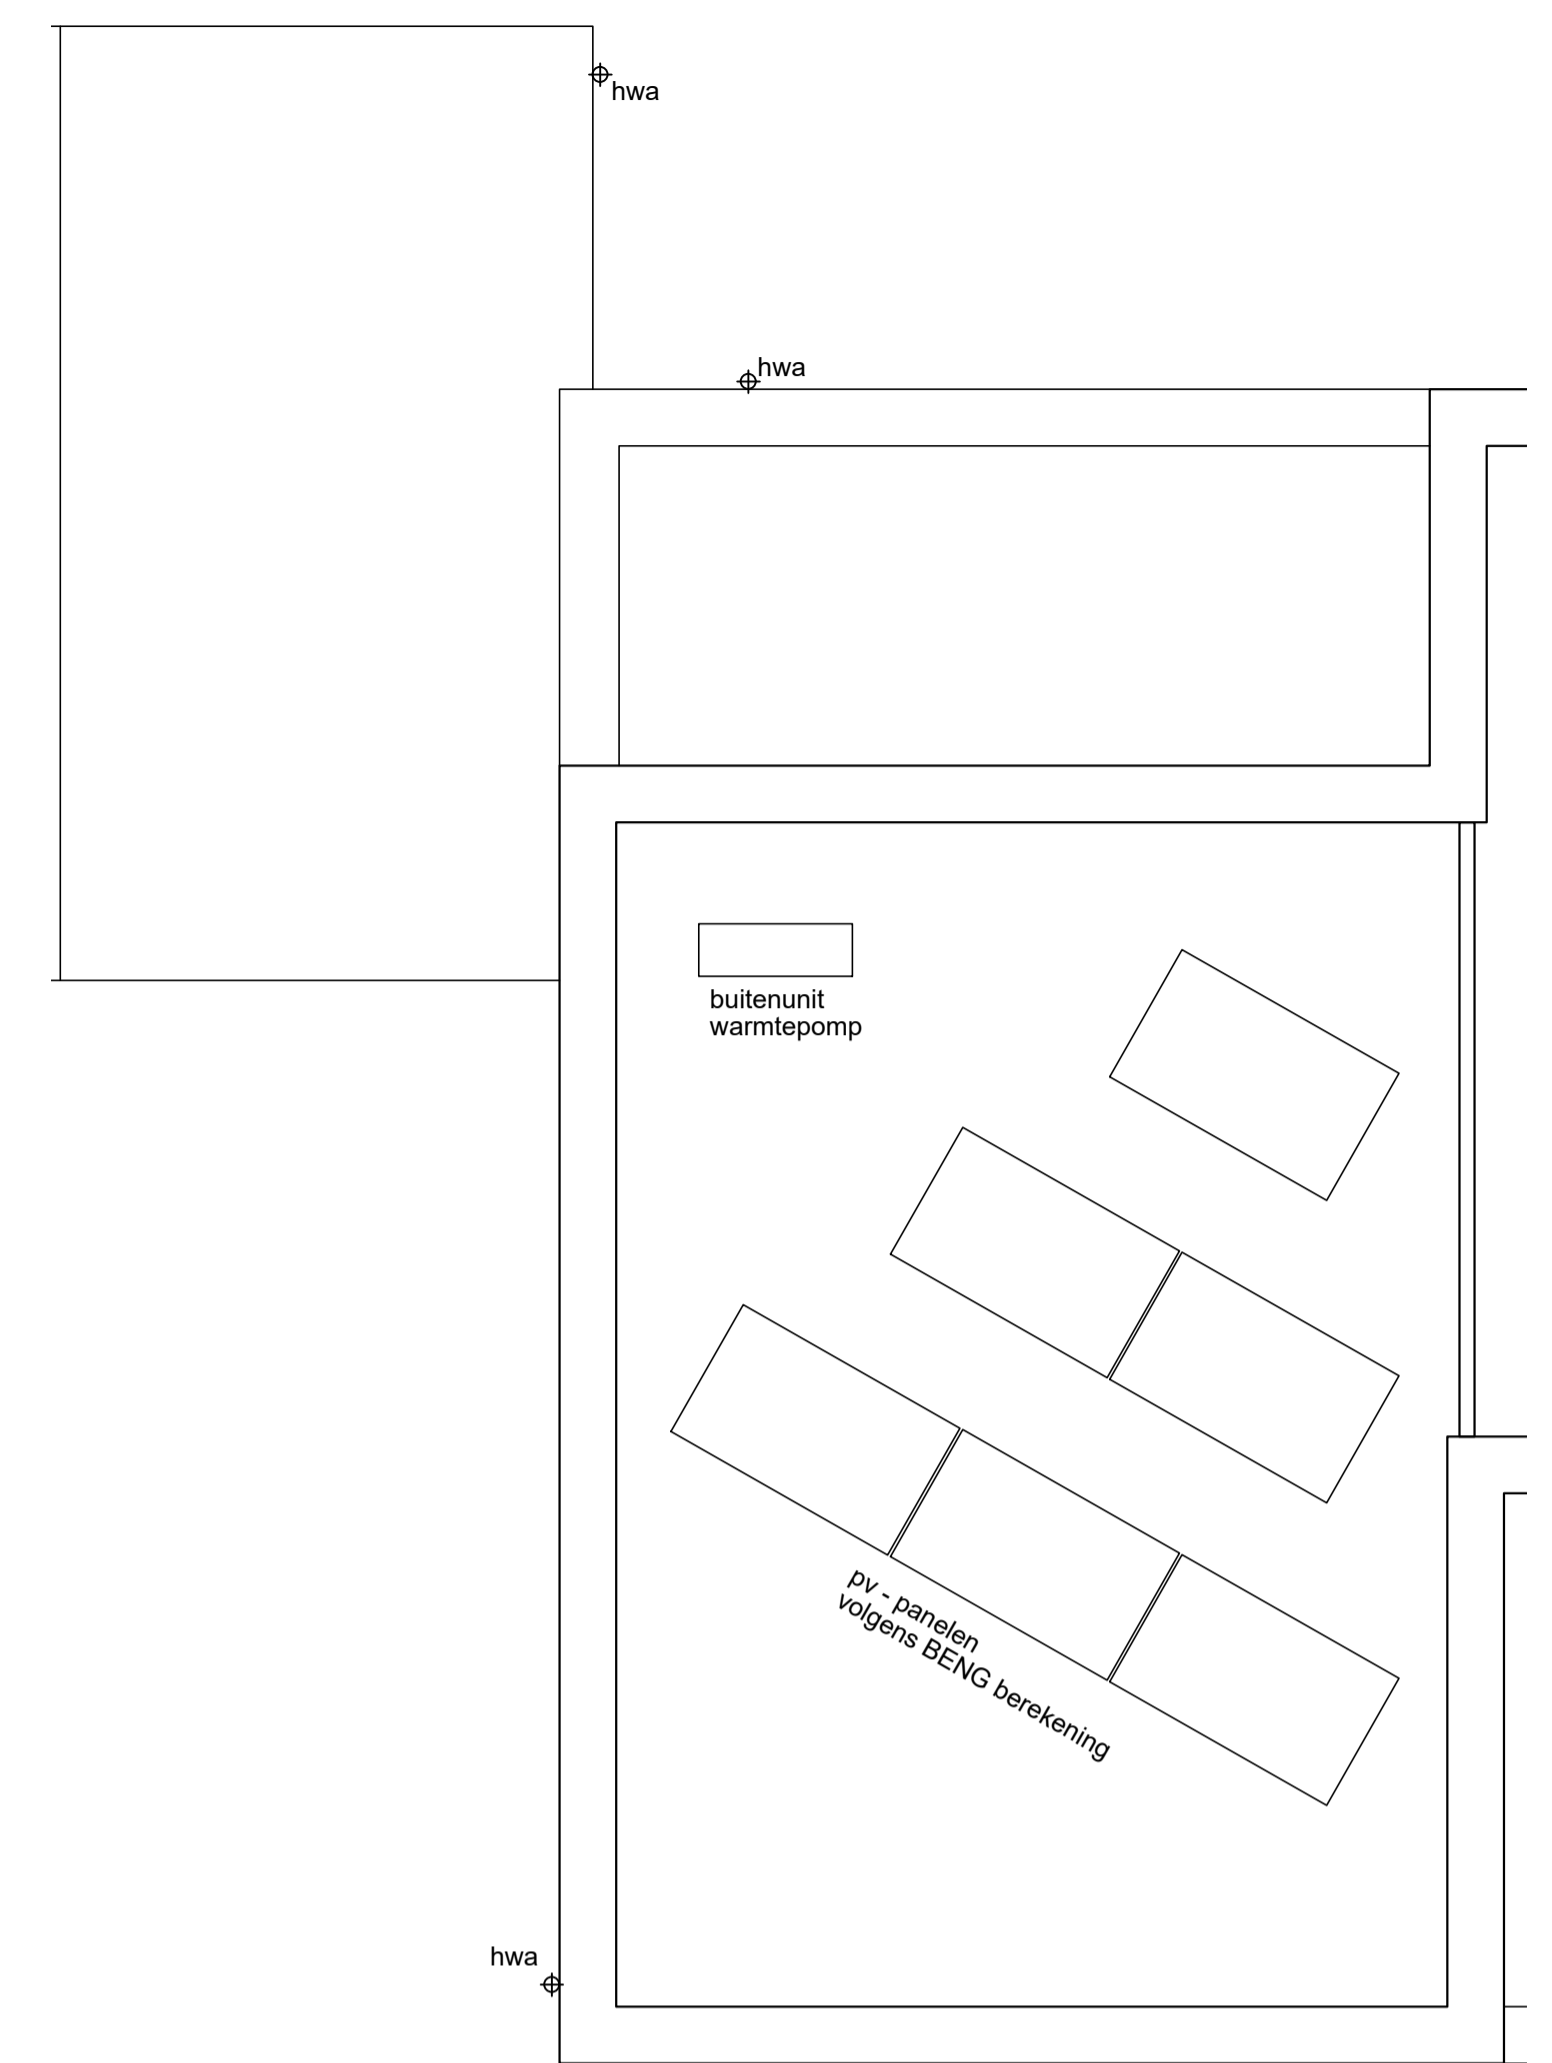 hwa
hwa
buitenunit
warmtepomp
pv - panelen
volgens BENG berekening
hwa